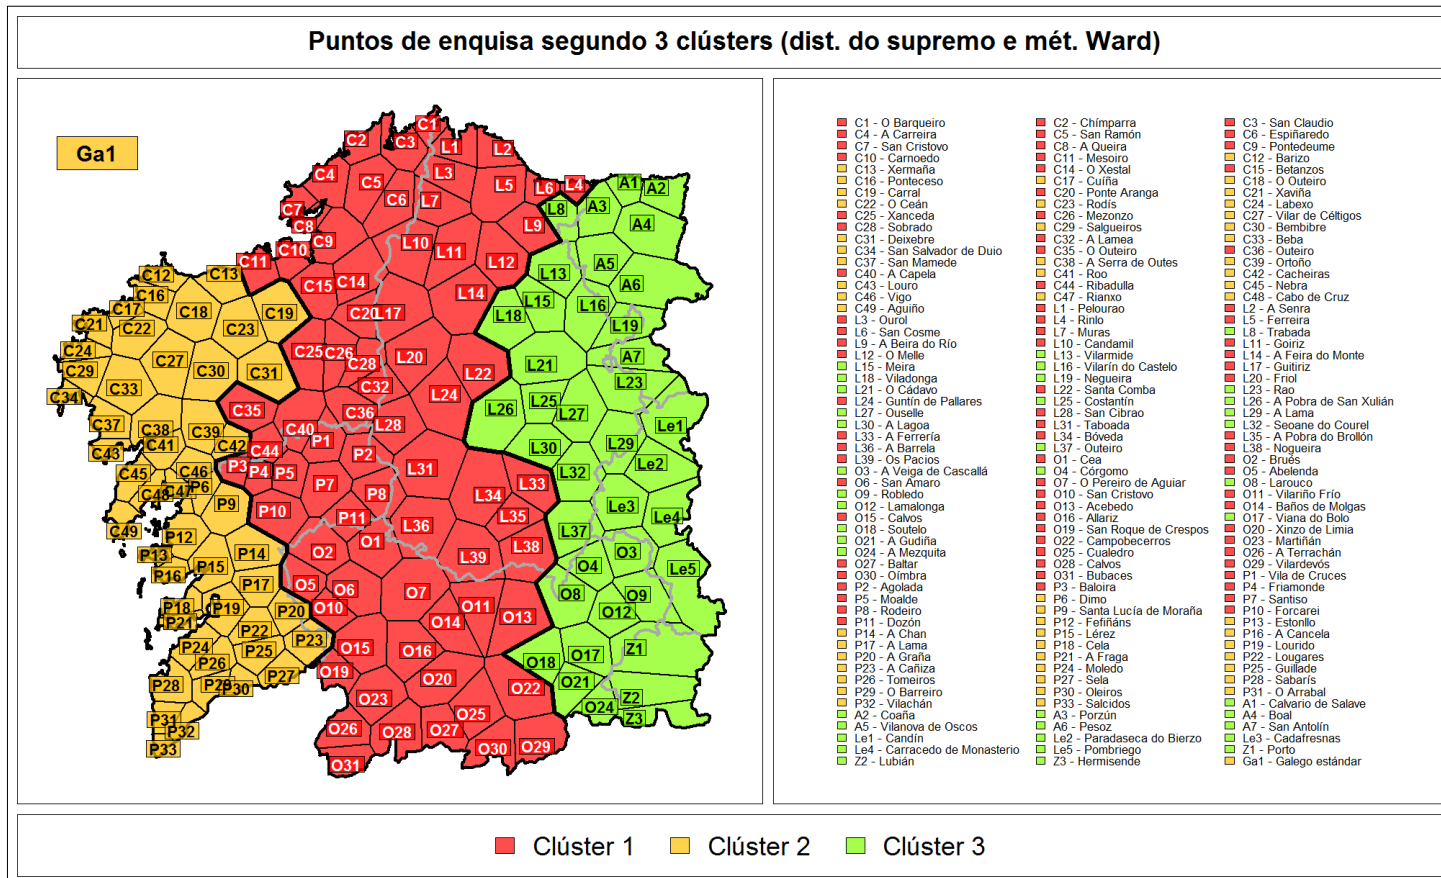 Puntos de enquisa segundo 3 clústers (dist. do supremo e mét. Ward)
Ga1
C1 - O Barqueiro C2 - Chímparra C3 - San Claudio
C4 - A Carreira C5 - San Ramón C6 - Espiñaredo
C7 - San Cristovo C8 - A Queira C9 - Pontedeume
C10 - Carnoedo C11 - Mesoiro C12 - Barizo
C13 - Xermaña C14 - O Xestal C15 - Betanzos
C16 - Ponteceso C17 - Cuíña C18 - O Outeiro
C19 - Carral C20 - Ponte Aranga C21 - Xaviña
C22 - O Ceán C23 - Rodís C24 - Labexo
C25 - Xanceda C26 - Mezonzo C27 - Vilar de Céltigos
C28 - Sobrado C29 - Salgueiros C30 - Bembibre
C31 - Deixebre C32 - A Lamea C33 - Beba
C34 - San Salvador de Duio C35 - O Outeiro C36 - Outeiro
C37 - San Mamede C38 - A Serra de Outes C39 - Ortoño
C40 - A Capela C41 - Roo C42 - Cacheiras
C43 - Louro C44 - Ribadulla C45 - Nebra
C46 - Vigo C47 - Rianxo C48 - Cabo de Cruz
C49 - Aguiño L1 - Pelourao L2 - A Senra
L3 - Ourol L4 - Rinlo L5 - Ferreira
L6 - San Cosme L7 - Muras L8 - Trabada
L9 - A Beira do Río L10 - Candamil L11 - Goiriz
L12 - O Melle L13 - Vilarmide L14 - A Feira do Monte
L15 - Meira L16 - Vilarín do Castelo L17 - Guitiriz
L18 - Viladonga L19 - Negueira L20 - Friol
L21 - O Cádavo L22 - Santa Comba L23 - Rao
L24 - Guntín de Pallares L25 - Costantín L26 - A Pobra de San Xulián
L27 - Ouselle L28 - San Cibrao L29 - A Lama
L30 - A Lagoa L31 - Taboada L32 - Seoane do Courel
L33 - A Ferrería L34 - Bóveda L35 - A Pobra do Brollón
L36 - A Barrela L37 - Outeiro L38 - Nogueira
L39 - Os Pacios O1 - Cea O2 - Brués
O3 - A Veiga de Cascallá O4 - Córgomo O5 - Abelenda
O6 - San Amaro O7 - O Pereiro de Aguiar O8 - Larouco
O9 - Robledo O10 - San Cristovo O11 - Vilariño Frío
O12 - Lamalonga O13 - Acebedo O14 - Baños de Molgas
O15 - Calvos O16 - Allariz O17 - Viana do Bolo
O18 - Soutelo O19 - San Roque de Crespos O20 - Xinzo de Limia
O21 - A Gudiña O22 - Campobecerros O23 - Martiñán
O24 - A Mezquita O25 - Cualedro O26 - A Terrachán
O27 - Baltar O28 - Calvos O29 - Vilardevós
O30 - Oímbra O31 - Bubaces P1 - Vila de Cruces
P2 - Agolada P3 - Baloira P4 - Friamonde
P5 - Moalde P6 - Dimo P7 - Santiso
P8 - Rodeiro P9 - Santa Lucía de Moraña P10 - Forcarei
P11 - Dozón P12 - Fefiñáns P13 - Estonllo
P14 - A Chan P15 - Lérez P16 - A Cancela
P17 - A Lama P18 - Cela P19 - Lourido
P20 - A Graña P21 - A Fraga P22 - Lougares
P23 - A Cañiza P24 - Moledo P25 - Guillade
P26 - Tomeiros P27 - Sela P28 - Sabarís
P29 - O Barreiro P30 - Oleiros P31 - O Arrabal
P32 - Vilachán P33 - Salcidos A1 - Calvario de Salave
A2 - Coaña A3 - Porzún A4 - Boal
A5 - Vilanova de Oscos A6 - Pesoz A7 - San Antolín
Le1 - Candín Le2 - Paradaseca do Bierzo Le3 - Cadafresnas
Le4 - Carracedo de Monasterio Le5 - Pombriego Z1 - Porto
Z2 - Lubián Z3 - Hermisende Ga1 - Galego estándar
Clúster 1 Clúster 2 Clúster 3